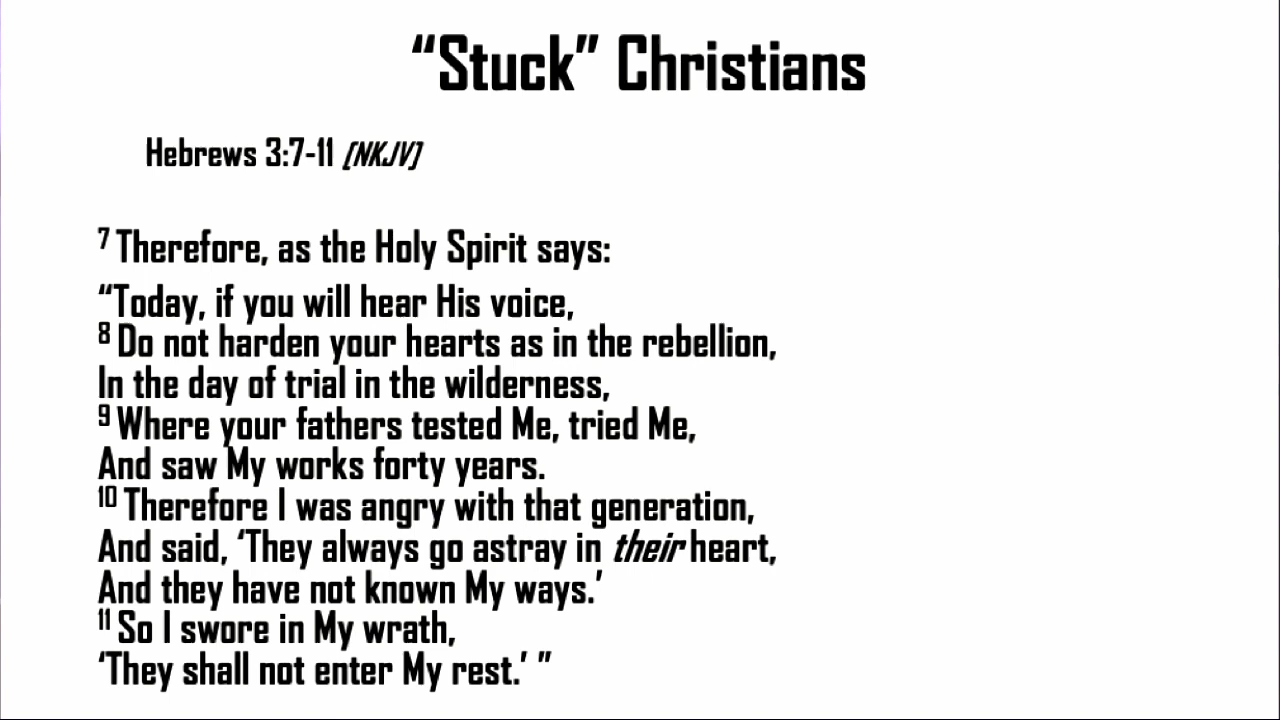 “Stuck” Christians
Hebrews 3:7-11 [NKJV]
7 Therefore, as the Holy Spirit says:
“Today, if you will hear His voice,
8 Do not harden your hearts as in the rebellion,
In the day of trial in the wilderness,
9 Where your fathers tested Me, tried Me,
And saw My works forty years.
10 Therefore I was angry with that generation,
And said, ‘They always go astray in their heart,
And they have not known My ways.’
11 So I swore in My wrath,
‘They shall not enter My rest.’ ”